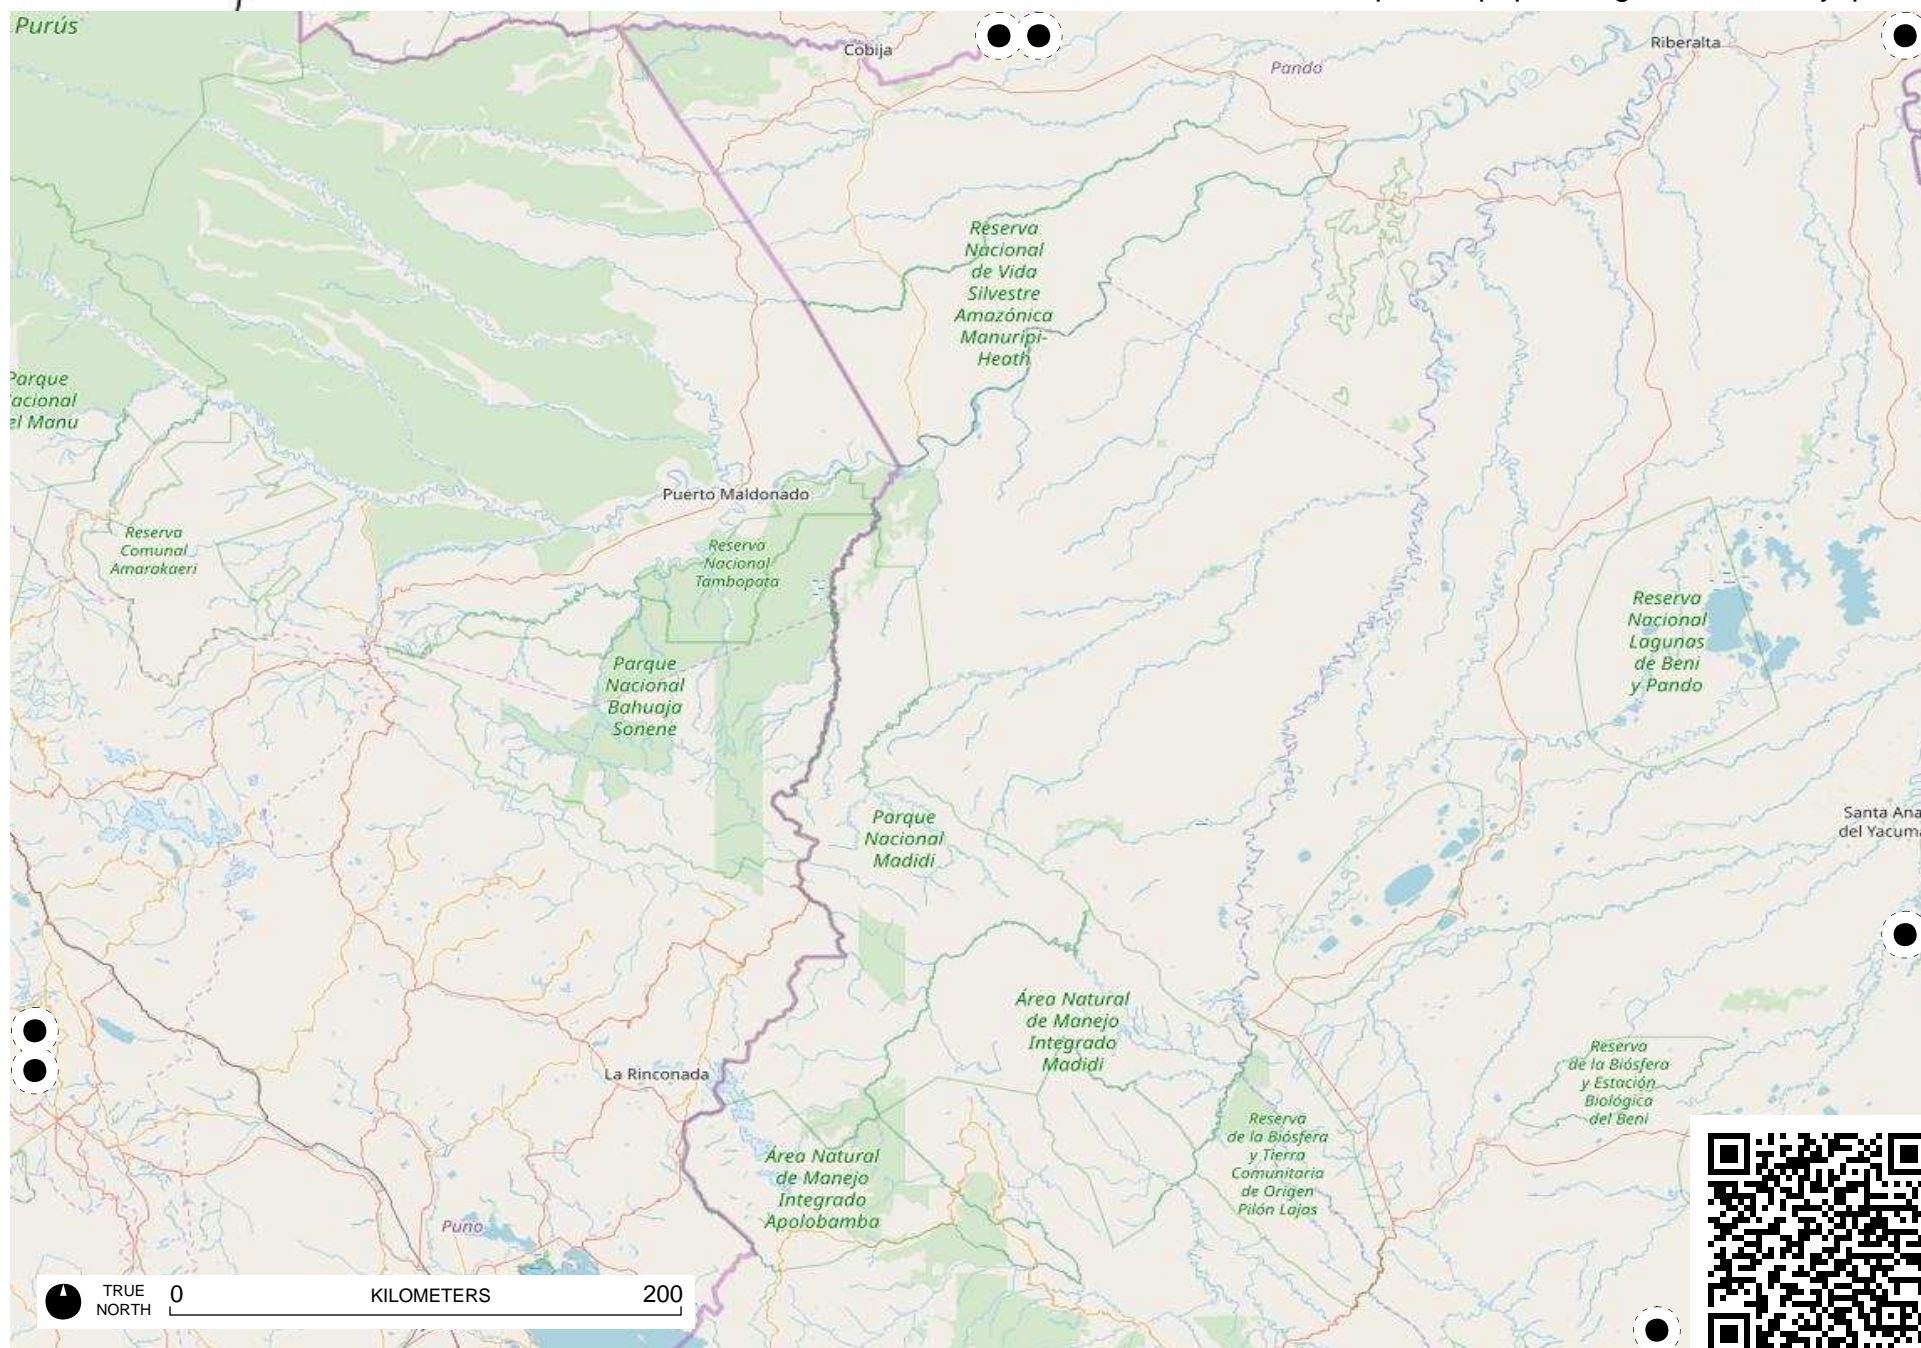 Purús
Cobija
Riberalta
Pando
Reserva
Nacional
de Vida
Silvestre
Amazónica
Manuripi-
Heath
Parque
acional
el Manu
Puerto Maldonado
Reserva
Comunal
Amarakaeri
Reserva
Nacional
Tambopata
Reserva
Nacional
Lagunas
de Beni
y Pando
Parque
Nacional
Bahuaja
Sonene
Parque
Nacional
Madidi
Santa Ana
del Yacuma
Área Natural
de Manejo
Integrado
Madidi
La Rinconada
Reserva
de la Biósfera
y Estación
Biológica
del Beni
Reserva
de la Biósfera
y Tierra
Comunitaria
de Origen
Pilón Lajas
Área Natural
de Manejo
Integrado
Apolobamba
Puno
TRUE
NORTH
0 KILOMETERS 200